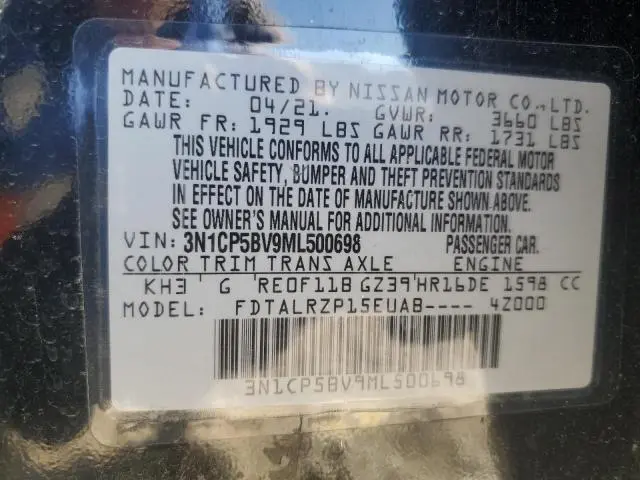 MANUFACTURED BY NISSAN MOTOR CO.,LTD.
DATE: 04/21. GVWR: 3660 LBS
GAWR FR: 1929 LBS GAWR RR: 1731 LBS
THIS VEHICLE CONFORMS TO ALL APPLICABLE FEDERAL MOTOR
VEHICLE SAFETY, BUMPER AND THEFT PREVENTION STANDARDS
IN EFFECT ON THE DATE OF MANUFACTURE SHOWN ABOVE.
SEE OWNER'S MANUAL FOR ADDITIONAL INFORMATION.
VIN: 3N1CP5BV9ML500698 PASSENGER CAR.
COLOR TRIM TRANS AXLE ENGINE
KH3 G RE0F11B GZ39 HR16DE 1598 CC
MODEL: FDTALRZP15EUAB---- 4Z000
3N1CP5BV9ML500698